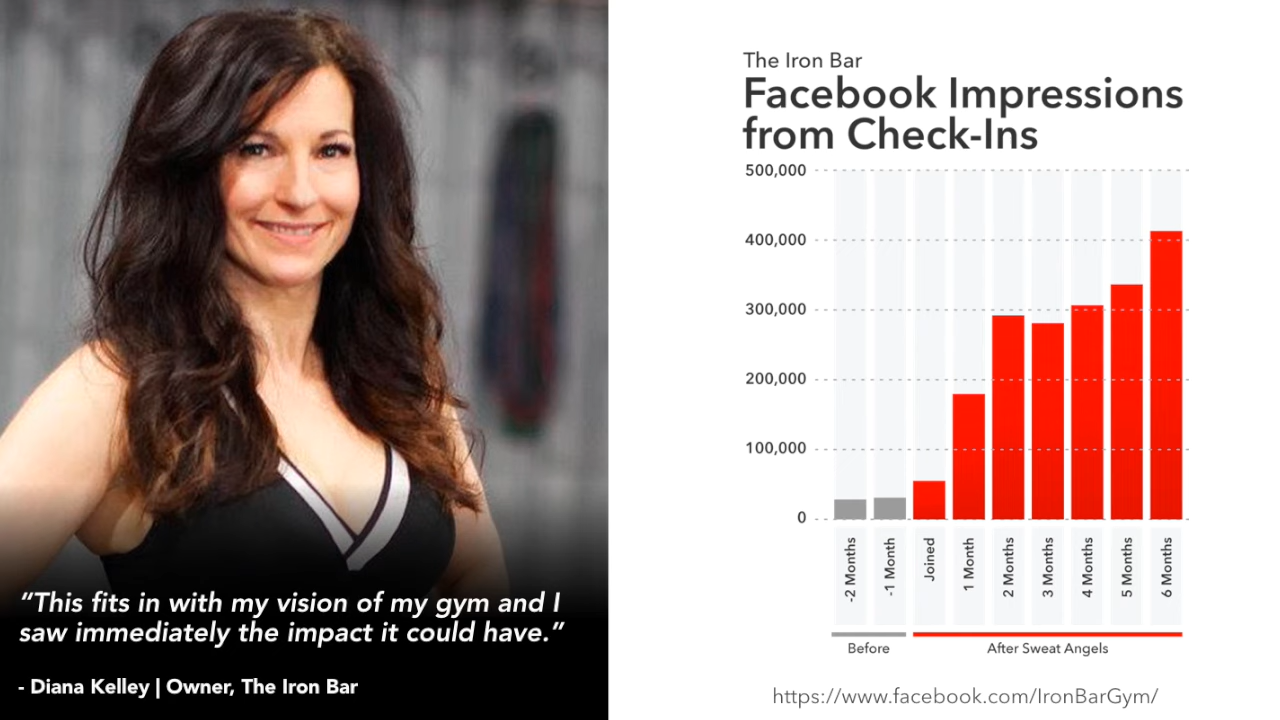 “This fits in with my vision of my gym and I
saw immediately the impact it could have.”
- Diana Kelley | Owner, The Iron Bar
The Iron Bar
Facebook Impressions
from Check-Ins
500,000
400,000
300,000
200,000
100,000
0
-2 Months
-1 Month
Joined
1 Month
2 Months
3 Months
4 Months
5 Months
6 Months
Before
After Sweat Angels
https://www.facebook.com/IronBarGym/